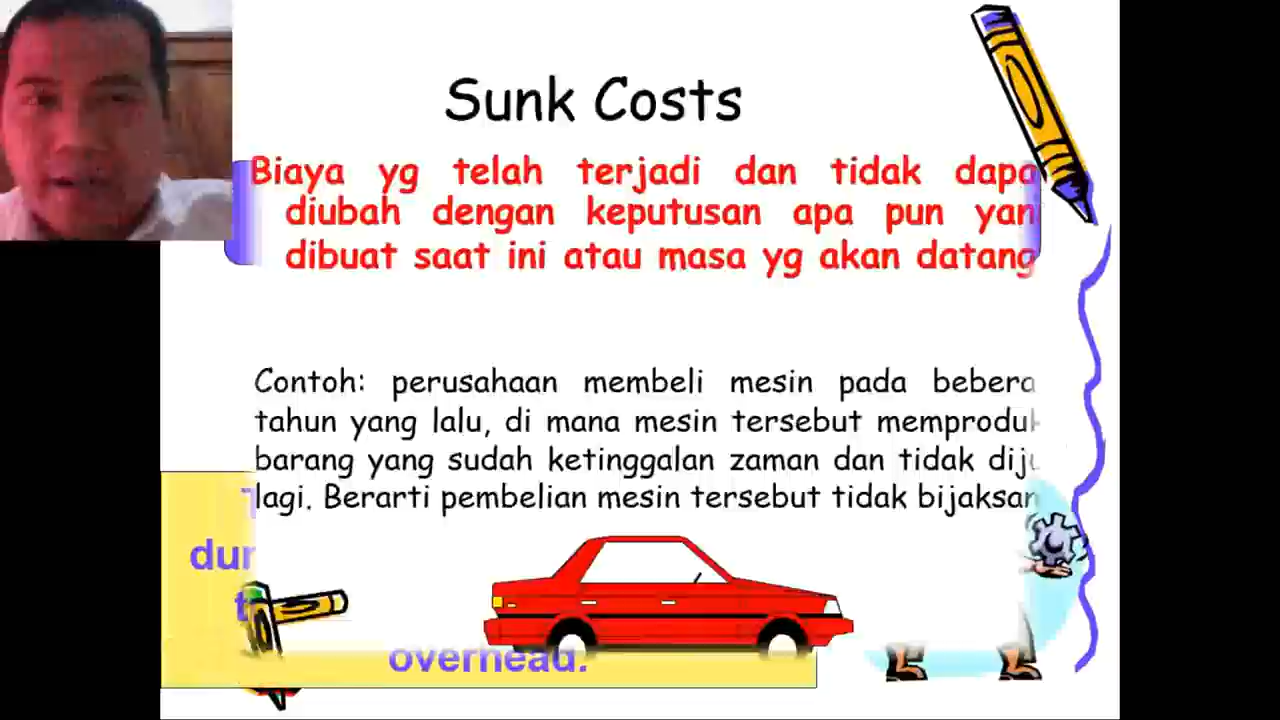 Sunk Costs
Biaya yg telah terjadi dan tidak dapa
diubah dengan keputusan apa pun yan
dibuat saat ini atau masa yg akan datang
Contoh: perusahaan membeli mesin pada bebera
tahun yang lalu, di mana mesin tersebut memproduk
barang yang sudah ketinggalan zaman dan tidak diju
lagi. Berarti pembelian mesin tersebut tidak bijaksan
overhead.